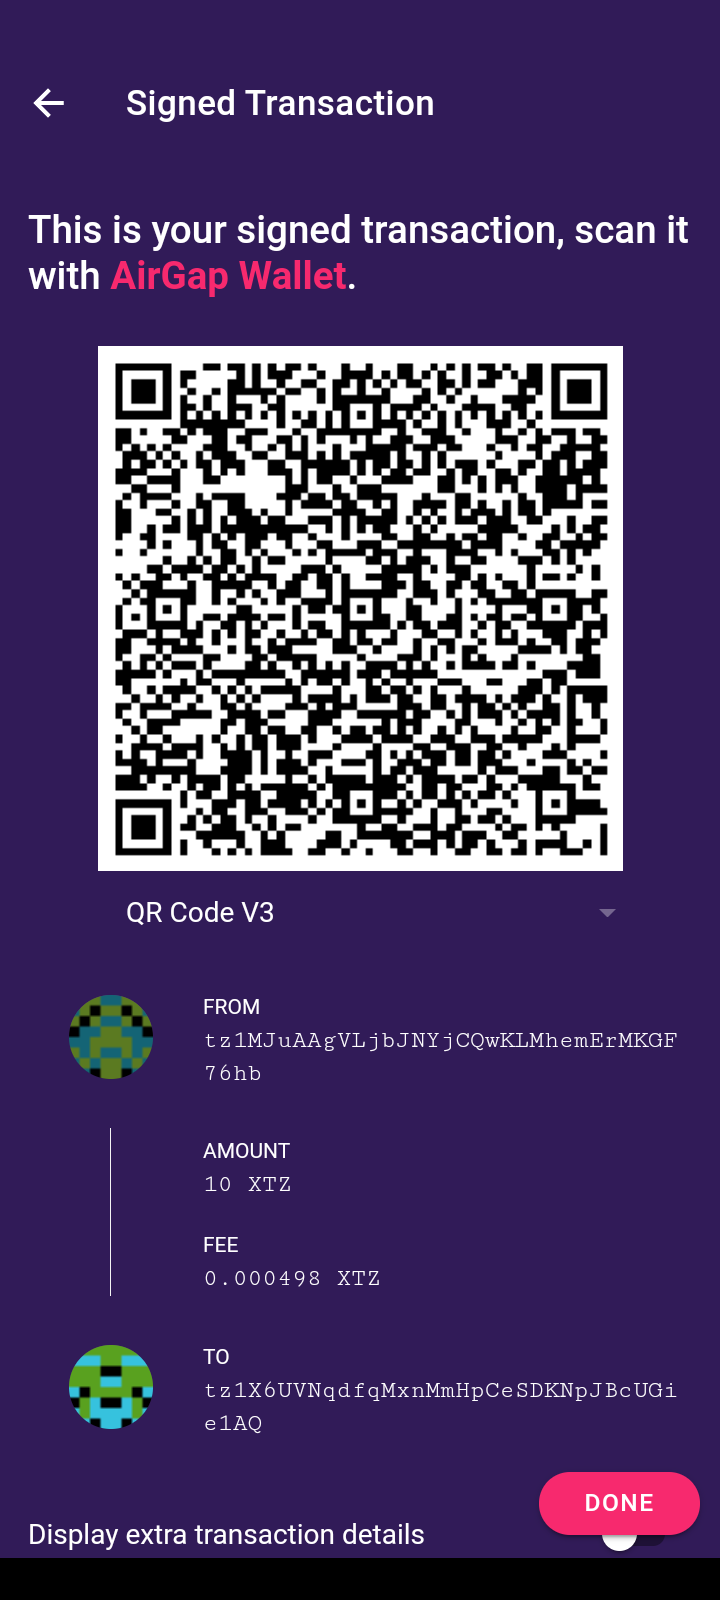 Signed Transaction
This is your signed transaction, scan it
with AirGap Wallet.
QR Code V3
FROM
tz1MJuAAgVLjbJNYjCQwKLMhemErMKGF
76hb
AMOUNT
10 XTZ
FEE
0.000498 XTZ
TO
tz1X6UVNqdfqMxnMmHpCeSDKNpJBcUGi
e1AQ
DONE
Display extra transaction details